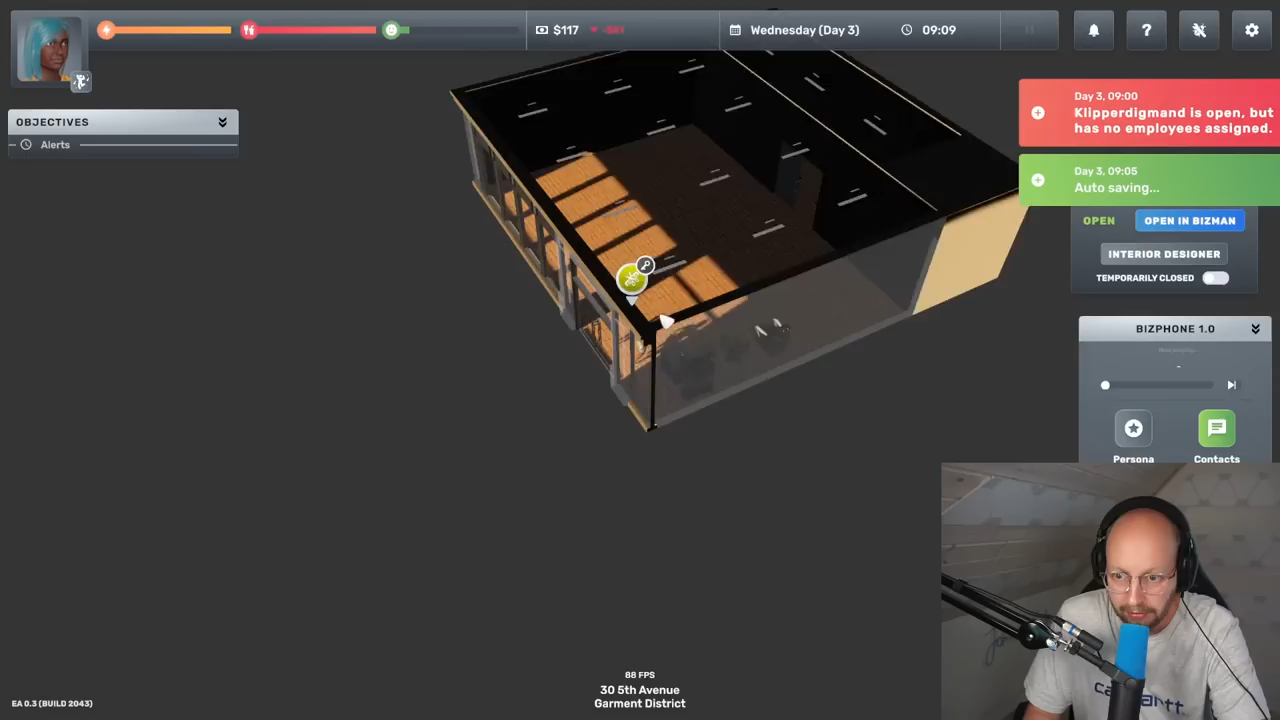 $117
Wednesday (Day 3)
09:09
?
OBJECTIVES
Alerts
Day 3, 09:00
Klipperdigmand is open, but
has no employees assigned.
Day 3, 09:05
Auto saving...
OPEN
OPEN IN BIZMAN
INTERIOR DESIGNER
TEMPORARILY CLOSED
BIZPHONE 1.0
-
Persona
Contacts
88 FPS
30 5th Avenue
Garment District
EA 0.3 (BUILD 2043)